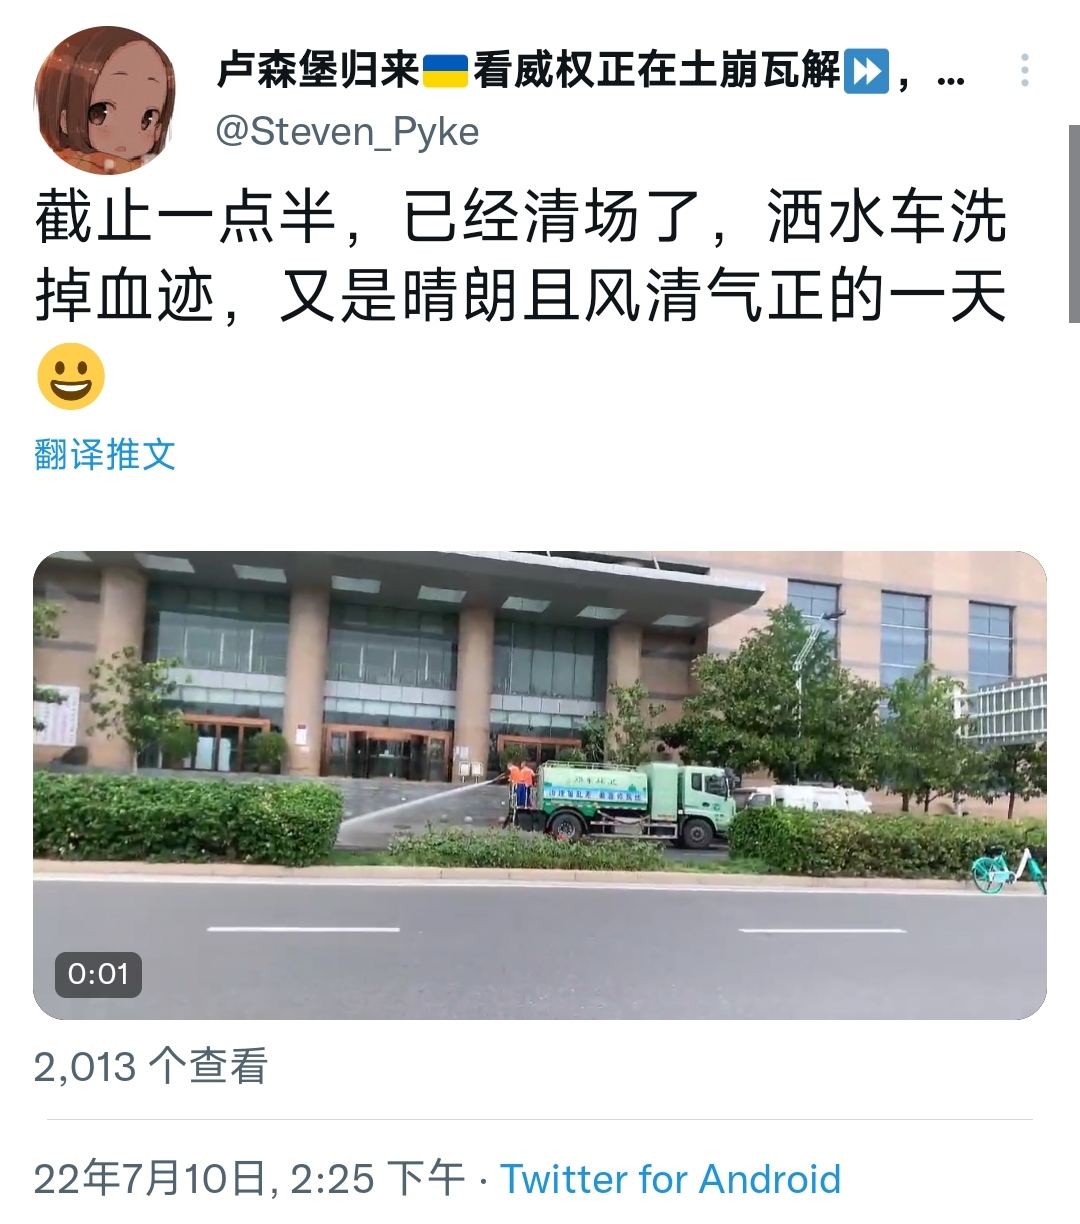 卢森堡归来🇺🇦看威权正在土崩瓦解⏩，...
@Steven_Pyke
截止一点半，已经清场了，洒水车洗
掉血迹，又是晴朗且风清气正的一天
😀
翻译推文
0:01
2,013 个查看
22年7月10日, 2:25 下午 · Twitter for Android